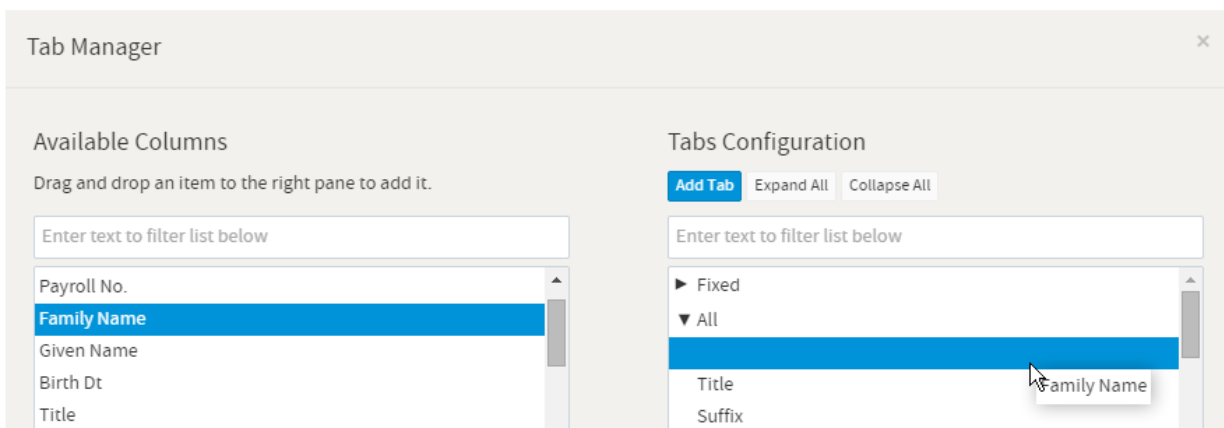 Tab Manager
×
Available Columns
Drag and drop an item to the right pane to add it.
Enter text to filter list below
Payroll No.
Family Name
Given Name
Birth Dt
Title
Tabs Configuration
Add Tab Expand All Collapse All
Enter text to filter list below
▶ Fixed
▼ All
Title
Family Name
Suffix